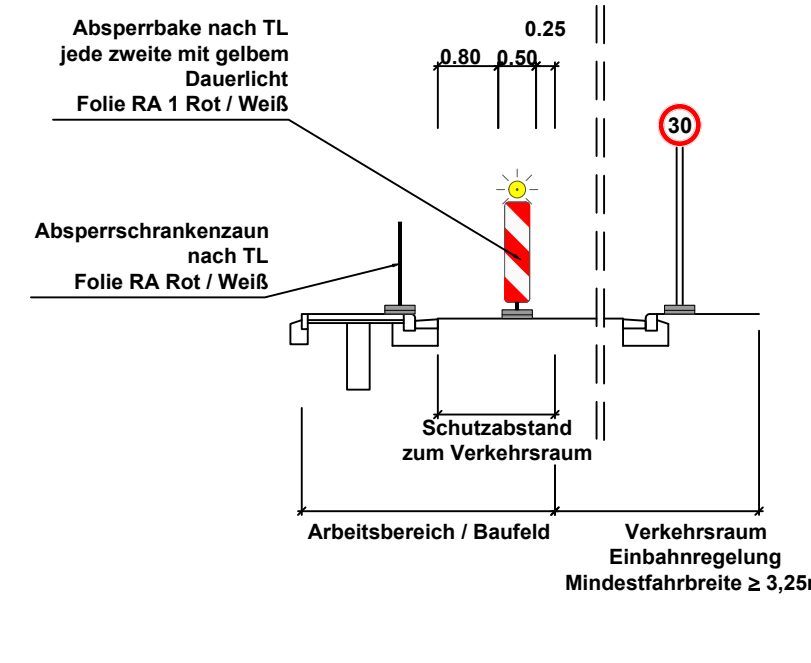 Absperrbake nach TL
jede zweite mit gelbem
Dauerlicht
Folie RA 1 Rot / Weiß
0.25
0.80 0.50
30
Absperrschrankenzaun
nach TL
Folie RA Rot / Weiß
Schutzabstand
zum Verkehrsraum
Arbeitsbereich / Baufeld
Verkehrsraum
Einbahnregelung
Mindestfahrbreite ≥ 3,25m